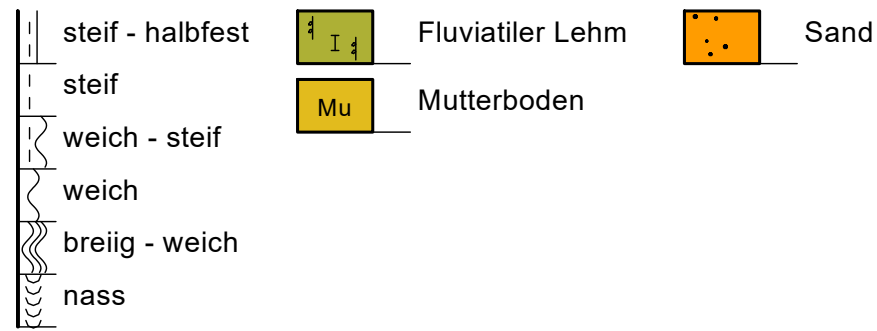 steif - halbfest
steif
weich - steif
weich
breiig - weich
nass
Fluviatiler Lehm
Mu Mutterboden
Sand